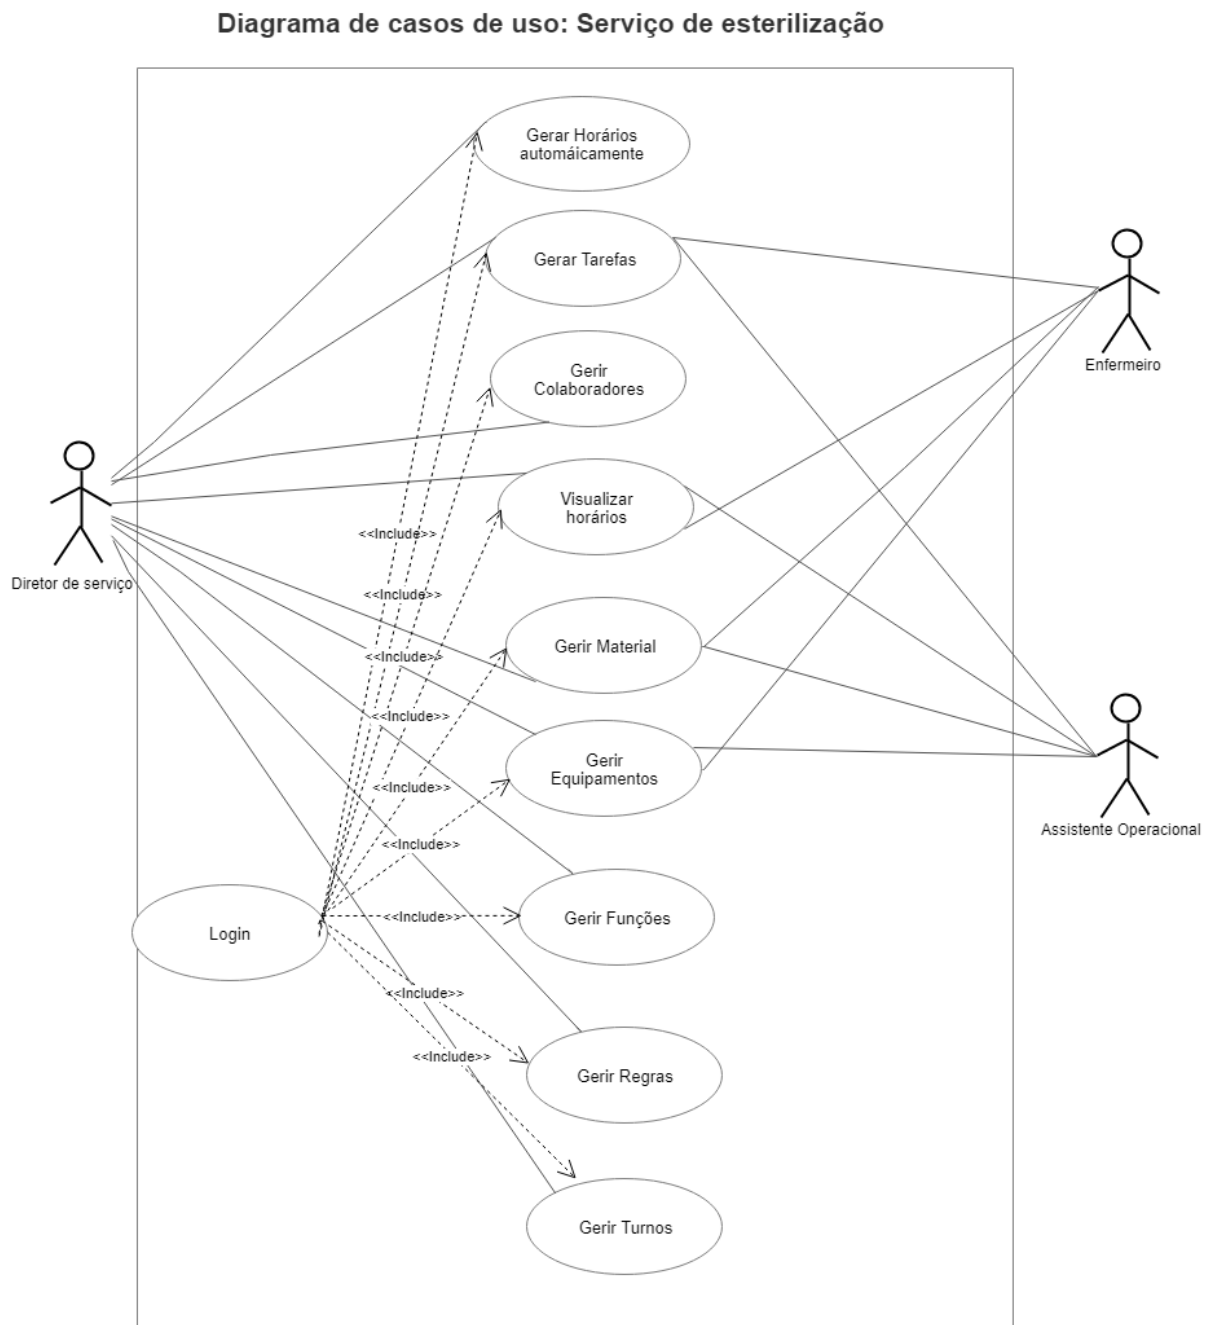 Diagrama de casos de uso: Serviço de esterilização
Gerar Horários
automáicamente
Gerar Tarefas
Enfermeiro
Gerir
Colaboradores
Visualizar
horários
<<Include>>
Diretor de serviço
<<Include>>
Gerir Material
<<Include>>
<<Include>>
Gerir
Equipamentos
<<Include>>
Assistente Operacional
<<Include>>
<<Include>>
Gerir Funções
Login
<<Include>>
<<Include>>
Gerir Regras
Gerir Turnos